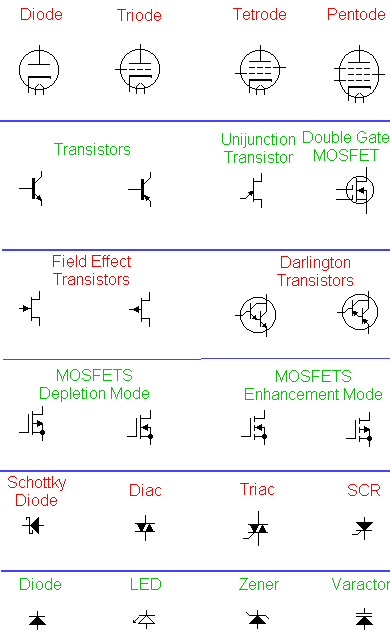 Diode
Triode
Tetrode
Pentode
Transistors
Unijunction
Transistor
Double Gate
MOSFET
Field Effect
Transistors
Darlington
Transistors
MOSFETS
Depletion Mode
MOSFETS
Enhancement Mode
Schottky
Diode
Diac
Triac
SCR
Diode
LED
Zener
Varactor